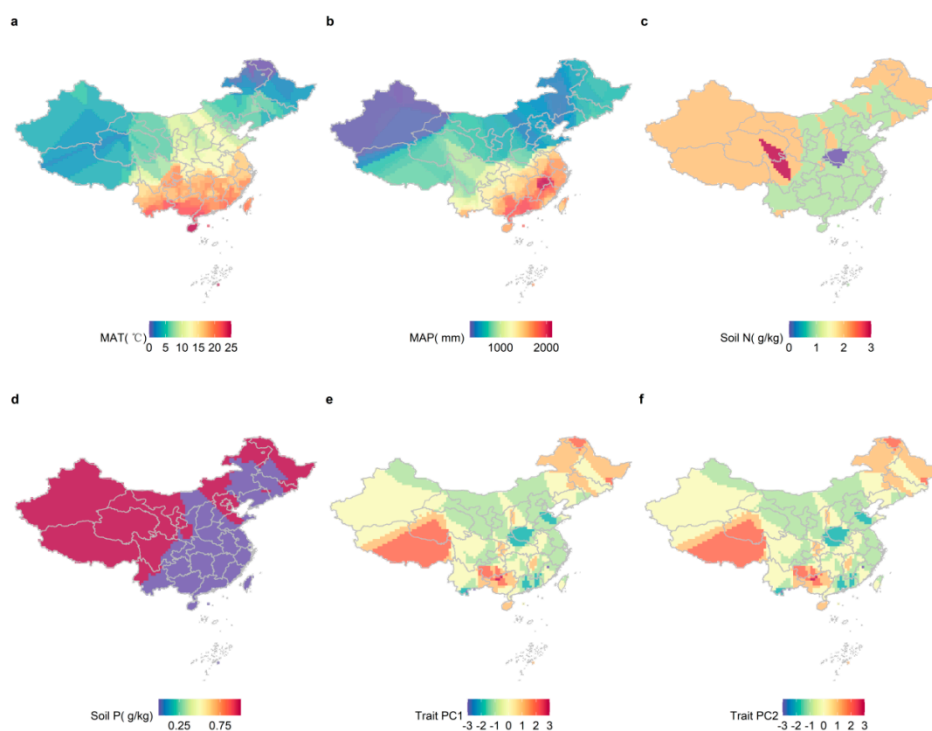 a b c
MAT( ℃) 0 5 10 15 20 25
MAP( mm) 1000 2000
Soil N( g/kg) 0 1 2 3
d e f
Soil P( g/kg) 0.25 0.75
Trait PC1 -3 -2 -1 0 1 2 3
Trait PC2 -3 -2 -1 0 1 2 3